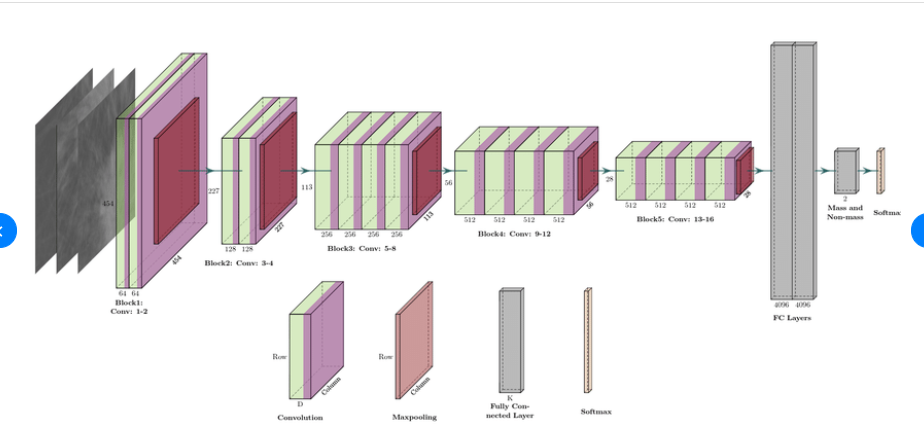 454
454
64 64
Block1:
Conv: 1-2
227
227
128 128
Block2: Conv: 3-4
113
113
256 256 256 256
Block3: Conv: 5-8
56
56
512 512 512 512
Block4: Conv: 9-12
28
28
512 512 512 512
Block5: Conv: 13-16
4096 4096
FC Layers
2
Mass and
Non-mass
Softma
Row
Column
D
Convolution
Row
Column
Maxpooling
K
Fully Con-
nected Layer
Softmax